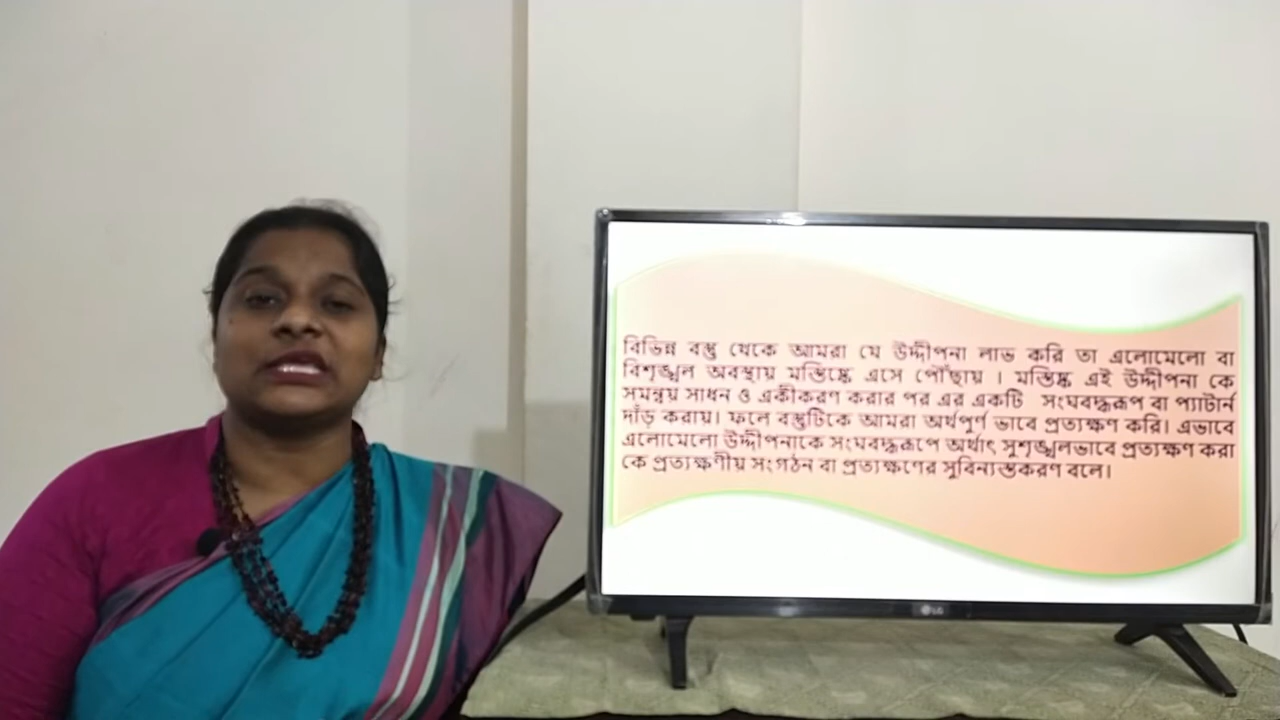 বিভিন্ন বস্তু থেকে আমরা যে উদ্দীপনা লাভ করি তা এলোমেলো বা
বিশৃঙ্খল অবস্থায় মস্তিষ্কে এসে পৌঁছায় । মস্তিষ্ক এই উদ্দীপনা কে
সমন্বয় সাধন ও একীকরণ করার পর এর একটি সংঘবদ্ধরূপ বা প্যাটার্ন
দাঁড় করায়। ফলে বস্তুটিকে আমরা অর্থপূর্ণ ভাবে প্রত্যক্ষণ করি। এভাবে
এলোমেলো উদ্দীপনাকে সংঘবদ্ধরূপে অর্থাৎ সুশৃঙ্খলভাবে প্রত্যক্ষণ করা
কে প্রত্যক্ষণীয় সংগঠন বা প্রত্যক্ষণের সুবিন্যস্তকরণ বলে।
LG